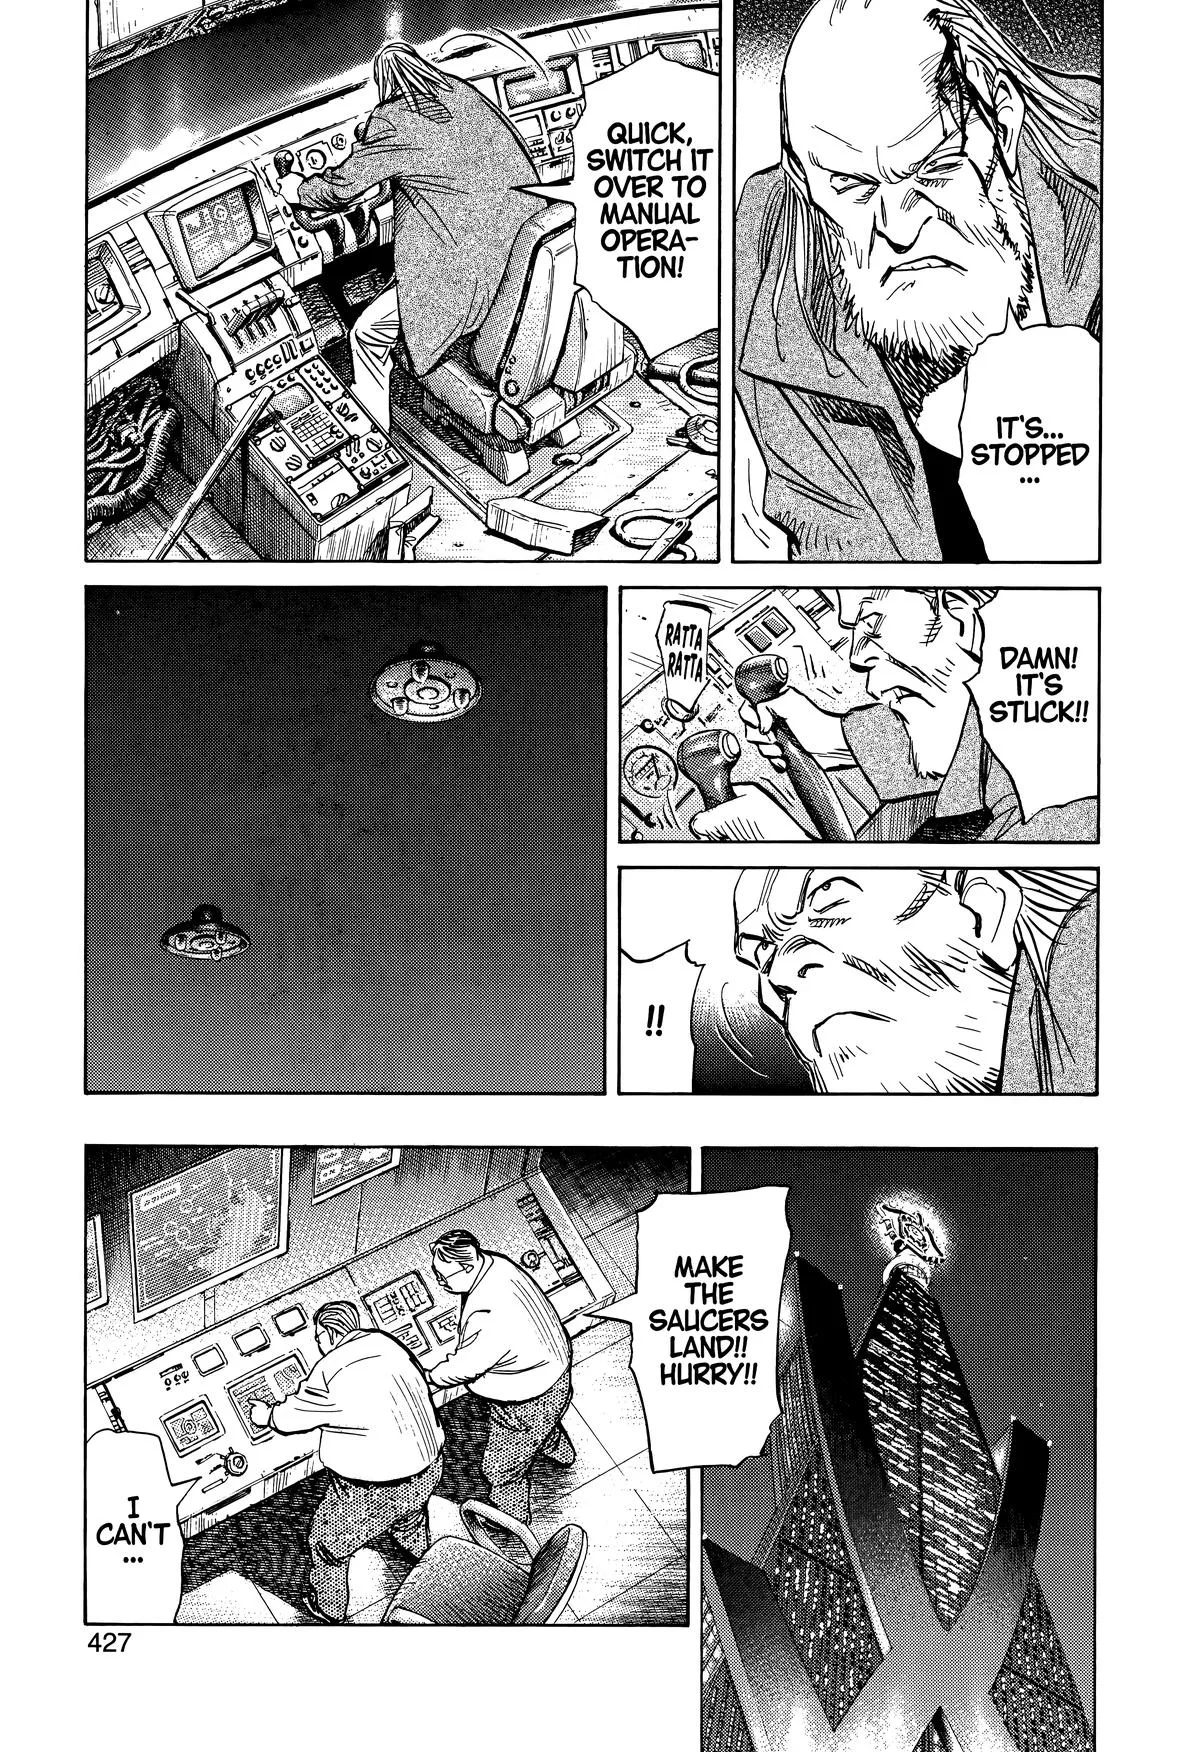 IT'S...
STOPPED
...
QUICK,
SWITCH IT
OVER TO
MANUAL
OPERA-
TION!
DAMN!
IT'S
STUCK!!
RATTA
RATTA
!!
MAKE
THE
SAUCERS
LAND!!
HURRY!!
I
CAN'T
...
427